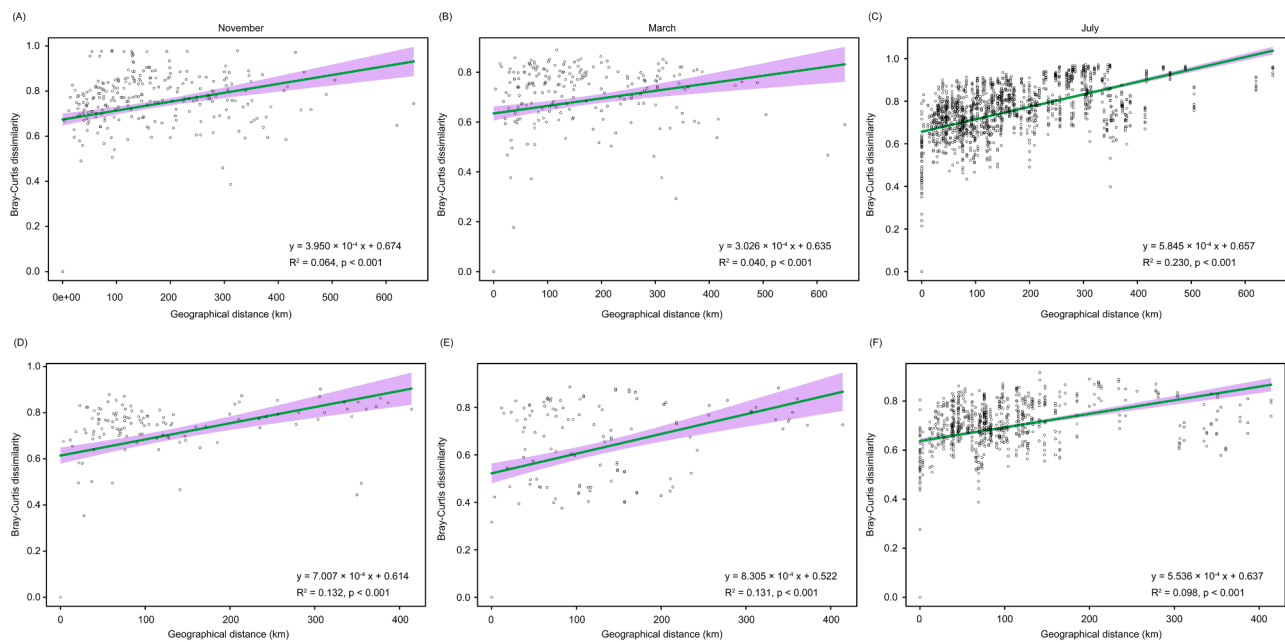 (A)
November
Bray-Curtis dissimilarity
1.0
0.8
0.6
0.4
0.2
0.0
y = 3.950 × 10⁻⁴ x + 0.674
R² = 0.064, p < 0.001
0e+00 100 200 300 400 500 600
Geographical distance (km)
(B)
March
Bray-Curtis dissimilarity
0.8
0.6
0.4
0.2
0.0
y = 3.026 × 10⁻⁴ x + 0.635
R² = 0.040, p < 0.001
0 100 200 300 400 500 600
Geographical distance (km)
(C)
July
Bray-Curtis dissimilarity
1.0
0.8
0.6
0.4
0.2
0.0
y = 5.845 × 10⁻⁴ x + 0.657
R² = 0.230, p < 0.001
0 100 200 300 400 500 600
Geographical distance (km)
(D)
Bray-Curtis dissimilarity
1.0
0.8
0.6
0.4
0.2
0.0
y = 7.007 × 10⁻⁴ x + 0.614
R² = 0.132, p < 0.001
0 100 200 300 400
Geographical distance (km)
(E)
Bray-Curtis dissimilarity
0.8
0.6
0.4
0.2
0.0
y = 8.305 × 10⁻⁴ x + 0.522
R² = 0.131, p < 0.001
0 100 200 300 400
Geographical distance (km)
(F)
Bray-Curtis dissimilarity
0.8
0.6
0.4
0.2
0.0
y = 5.536 × 10⁻⁴ x + 0.637
R² = 0.098, p < 0.001
0 100 200 300 400
Geographical distance (km)